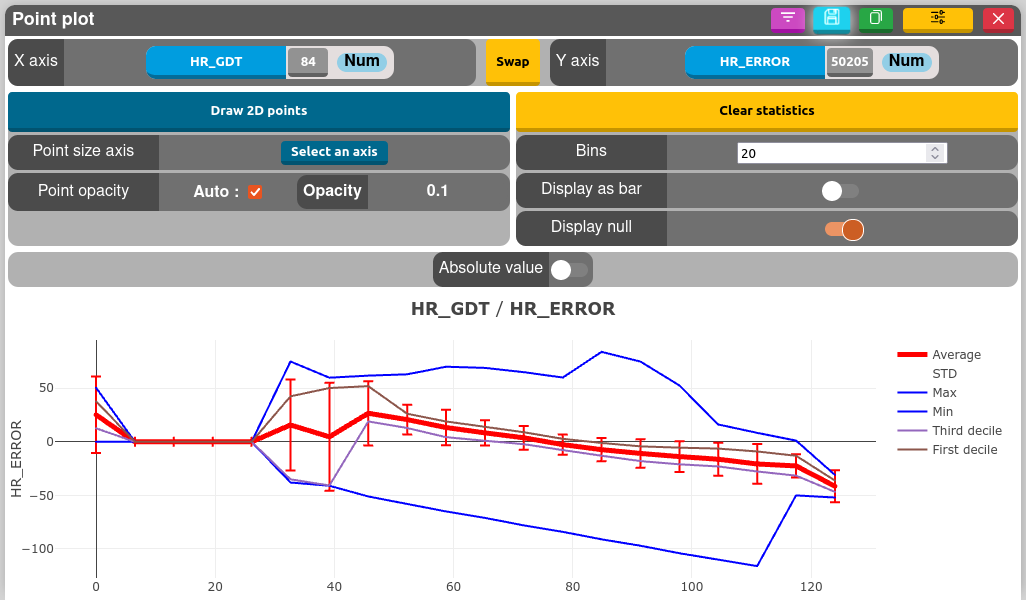 Point plot
X axis HR_GDT 84 Num Swap Y axis HR_ERROR 50205 Num
Draw 2D points
Clear statistics
Point size axis Select an axis
Point opacity Auto : Opacity 0.1
Bins 20
Display as bar
Display null
Absolute value
HR_GDT / HR_ERROR
HR_ERROR
50
0
−50
−100
0 20 40 60 80 100 120
Average
STD
Max
Min
Third decile
First decile